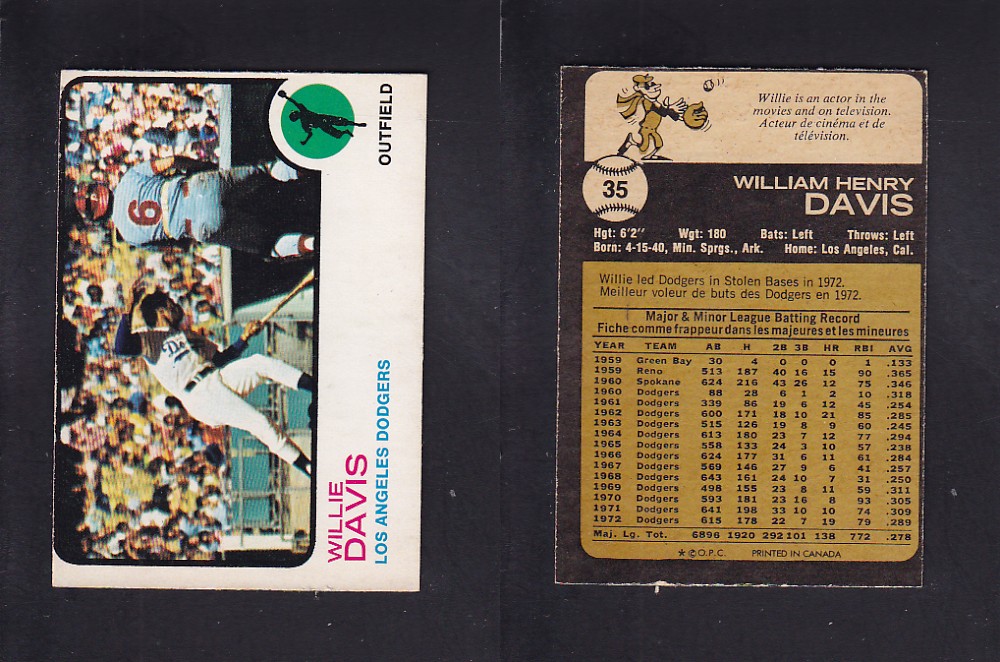 OUTFIELD
9
Do
WILLIE
DAVIS
LOS ANGELES DODGERS
Willie is an actor in the
movies and on television.
Acteur de cinéma et de
télévision.
35
WILLIAM HENRY
DAVIS
Hgt: 6'2" Wgt: 180 Bats: Left Throws: Left
Born: 4-15-40, Min. Sprgs., Ark. Home: Los Angeles, Cal.
Willie led Dodgers in Stolen Bases in 1972.
Meilleur voleur de buts des Dodgers en 1972.
Major & Minor League Batting Record
Fiche comme frappeur dans les majeures et les mineures
YEAR TEAM AB H 2B 3B HR RBI AVG
1959 Green Bay 30 4 0 0 0 1 .133
1959 Reno 513 187 40 16 15 90 .365
1960 Spokane 624 216 43 26 12 75 .346
1960 Dodgers 88 28 6 1 2 10 .318
1961 Dodgers 339 86 19 6 12 45 .254
1962 Dodgers 600 171 18 10 21 85 .285
1963 Dodgers 515 126 19 8 9 60 .245
1964 Dodgers 613 180 23 7 12 77 .294
1965 Dodgers 558 133 24 3 10 57 .238
1966 Dodgers 624 177 31 6 11 61 .284
1967 Dodgers 569 146 27 9 6 41 .257
1968 Dodgers 643 161 24 10 7 31 .250
1969 Dodgers 498 155 23 8 11 59 .311
1970 Dodgers 593 181 23 16 8 93 .305
1971 Dodgers 641 198 33 10 10 74 .309
1972 Dodgers 615 178 22 7 19 79 .289
Maj. Lg. Tot. 6896 1920 292 101 138 772 .278
* © O.P.C. PRINTED IN CANADA